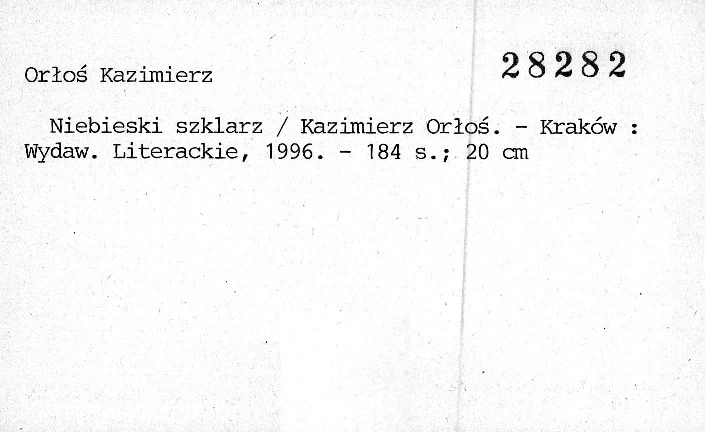 Orłoś Kazimierz 28282
Niebieski szklarz / Kazimierz Orłoś. - Kraków :
Wydaw. Literackie, 1996. - 184 s.; 20 cm